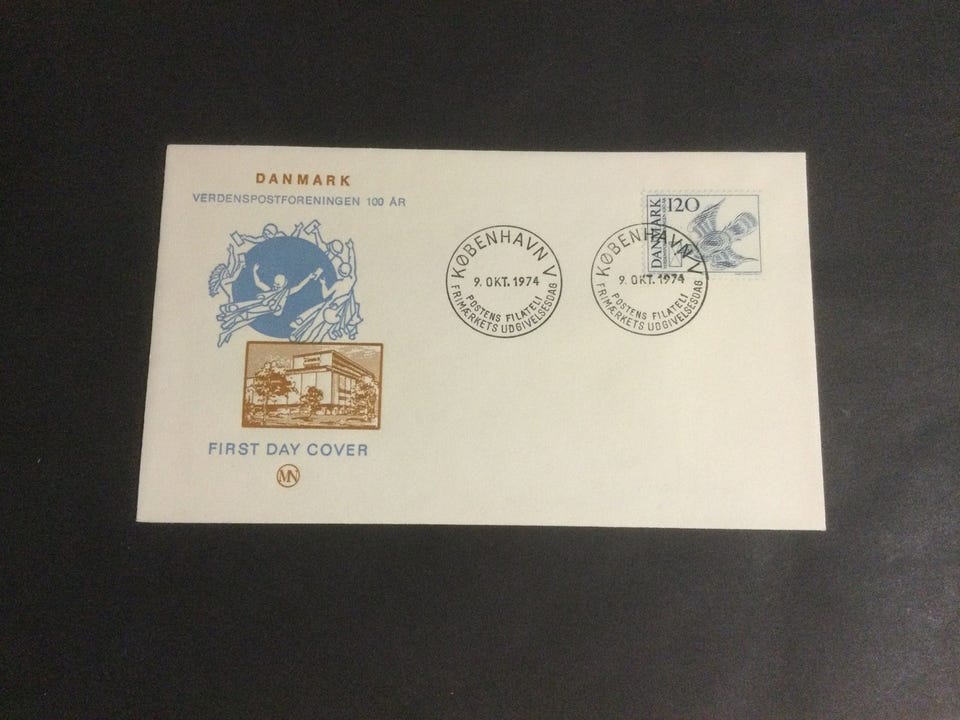 DANMARK
VERDENSPOSTFORENINGEN 100 ÅR
FIRST DAY COVER
MN
KØBENHAVN V
9. OKT. 1974
POSTENS FILATELI
FRIMÆRKETS UDGIVELSESDAG
DANMARK
120
KØBENHAVN V
9. OKT. 1974
POSTENS FILATELI
FRIMÆRKETS UDGIVELSESDAG